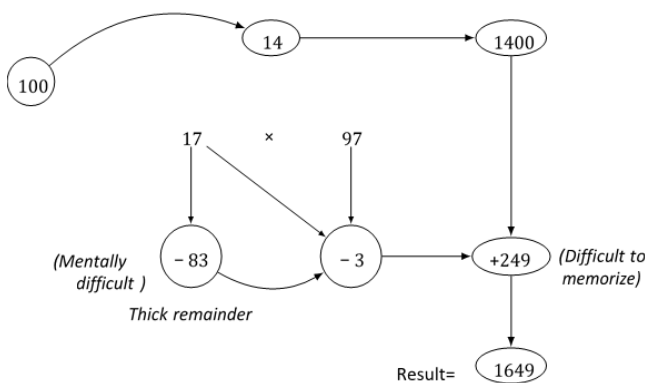 14
1400
100
17 × 97
(Mentally
difficult )
− 83
− 3
+249
(Difficult to
memorize)
Thick remainder
Result= 1649